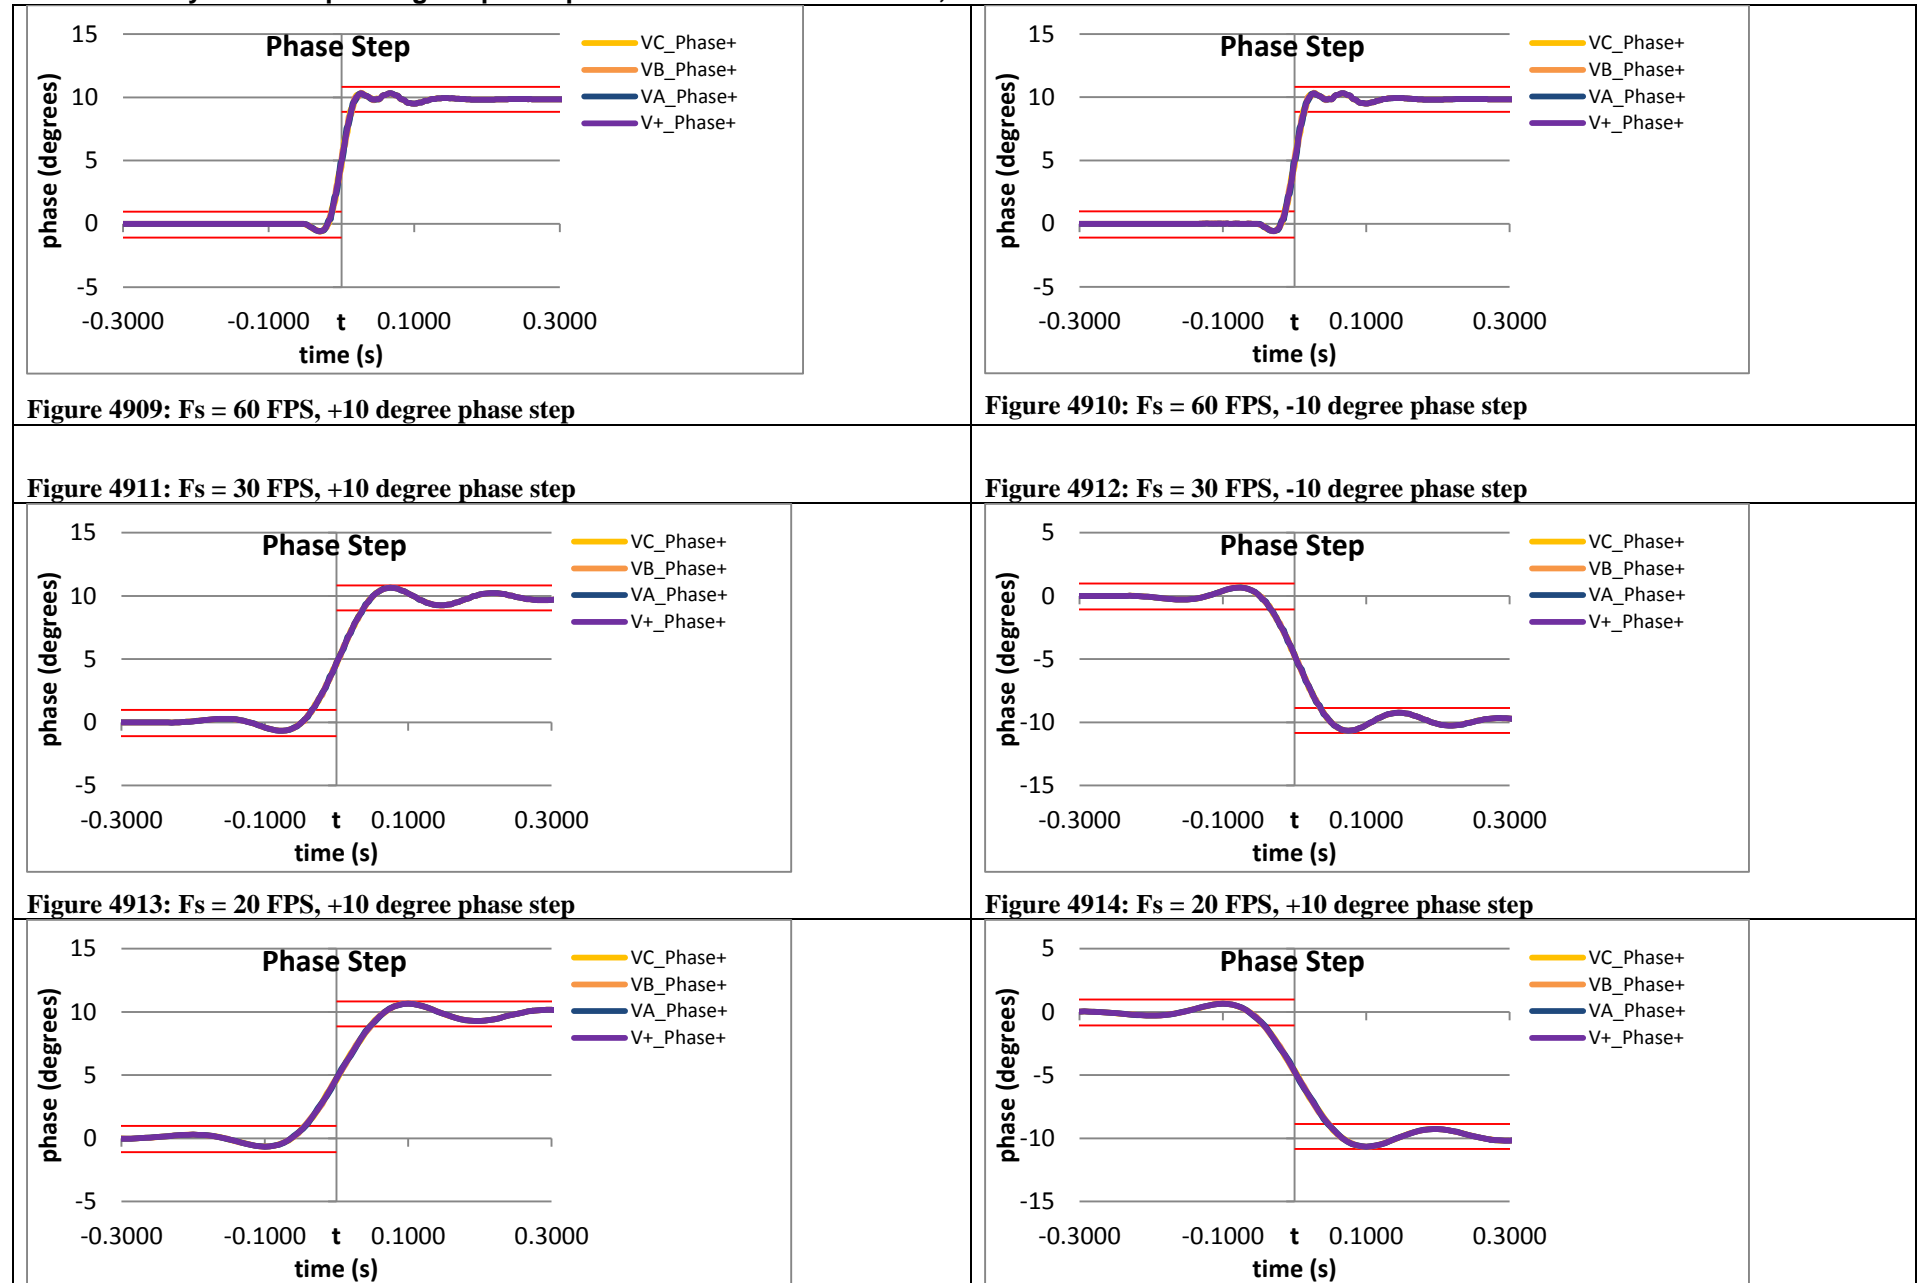 Phase Step
15
10
5
0
-5
phase (degrees)
-0.3000 -0.1000 t 0.1000 0.3000
time (s)
VC_Phase+
VB_Phase+
VA_Phase+
V+_Phase+
Figure 4909: Fs = 60 FPS, +10 degree phase step
Phase Step
15
10
5
0
-5
phase (degrees)
-0.3000 -0.1000 t 0.1000 0.3000
time (s)
VC_Phase+
VB_Phase+
VA_Phase+
V+_Phase+
Figure 4910: Fs = 60 FPS, -10 degree phase step
Figure 4911: Fs = 30 FPS, +10 degree phase step
Figure 4912: Fs = 30 FPS, -10 degree phase step
Phase Step
15
10
5
0
-5
phase (degrees)
-0.3000 -0.1000 t 0.1000 0.3000
time (s)
VC_Phase+
VB_Phase+
VA_Phase+
V+_Phase+
Figure 4913: Fs = 20 FPS, +10 degree phase step
Phase Step
5
0
-5
-10
-15
phase (degrees)
-0.3000 -0.1000 t 0.1000 0.3000
time (s)
VC_Phase+
VB_Phase+
VA_Phase+
V+_Phase+
Figure 4914: Fs = 20 FPS, +10 degree phase step
Phase Step
15
10
5
0
-5
phase (degrees)
-0.3000 -0.1000 t 0.1000 0.3000
time (s)
VC_Phase+
VB_Phase+
VA_Phase+
V+_Phase+
Phase Step
5
0
-5
-10
-15
phase (degrees)
-0.3000 -0.1000 t 0.1000 0.3000
time (s)
VC_Phase+
VB_Phase+
VA_Phase+
V+_Phase+